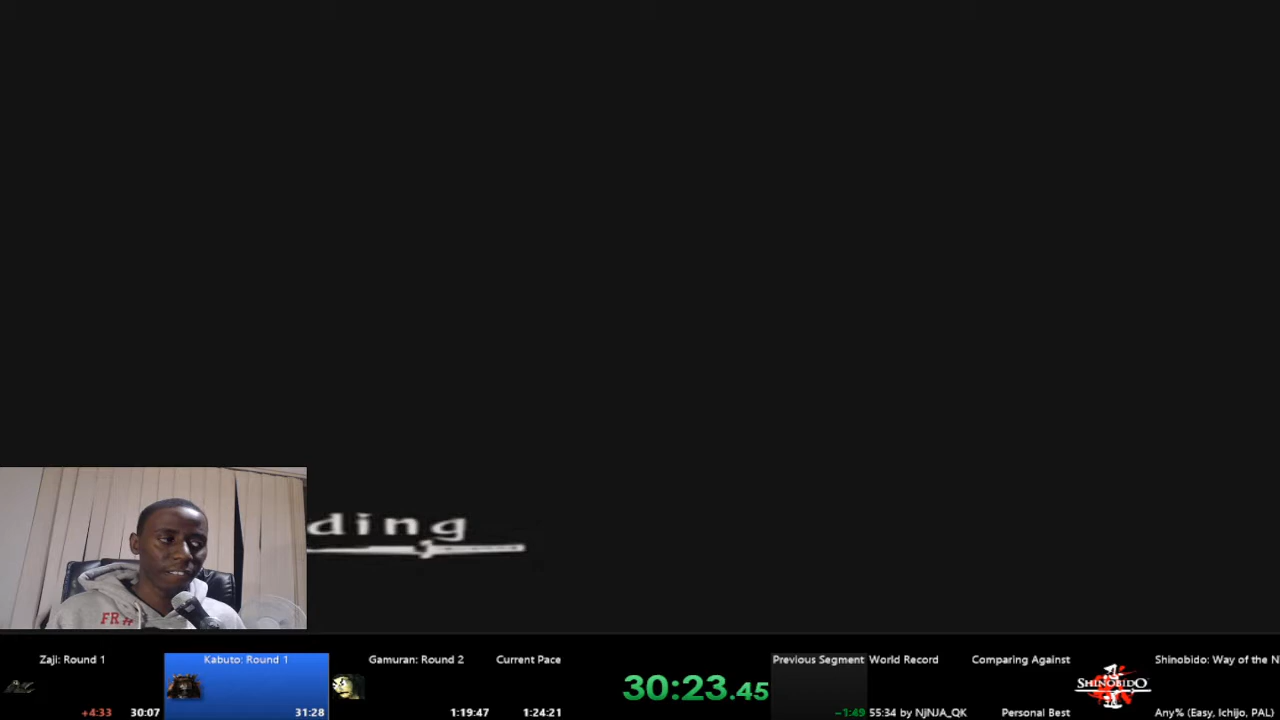 ding
FR
Zaji: Round 1
+4:33 30:07
Kabuto: Round 1
31:28
Gamuran: Round 2
1:19:47
Current Pace
1:24:21
30:23.45
Previous Segment
−1:49
World Record
55:34 by NjNJA_QK
Comparing Against
Personal Best
SHINOBIDO
Shinobido: Way of the N
Any% (Easy, Ichijo, PAL)